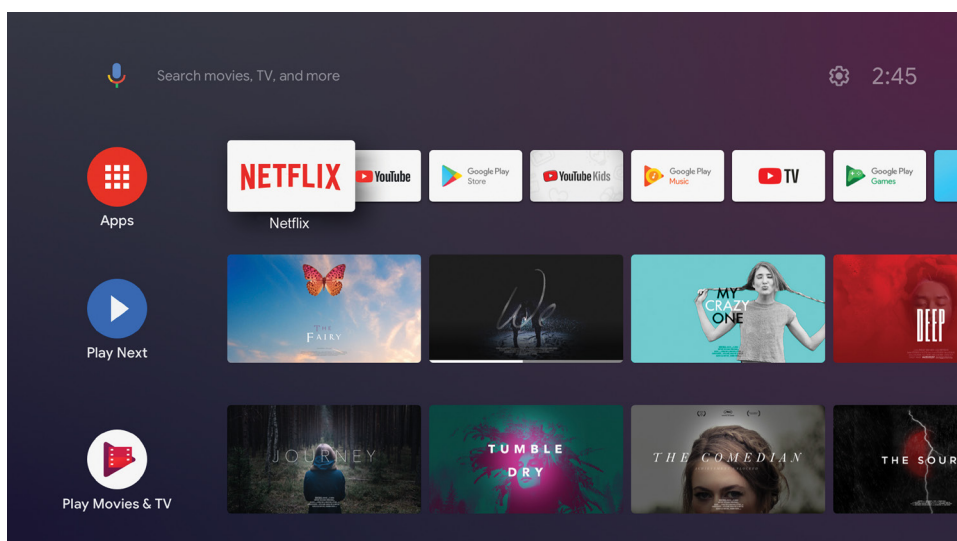 Search movies, TV, and more
2:45
Apps
NETFLIX
YouTube
Google Play
Store
YouTube Kids
Google Play
Music
TV
Google Play
Games
Netflix
Play Next
THE
FAIRY
We
MY
CRAZY
ONE
DEEP
Play Movies & TV
JOURNEY
TUMBLE
DRY
THE COMEDIAN
THE SOUR